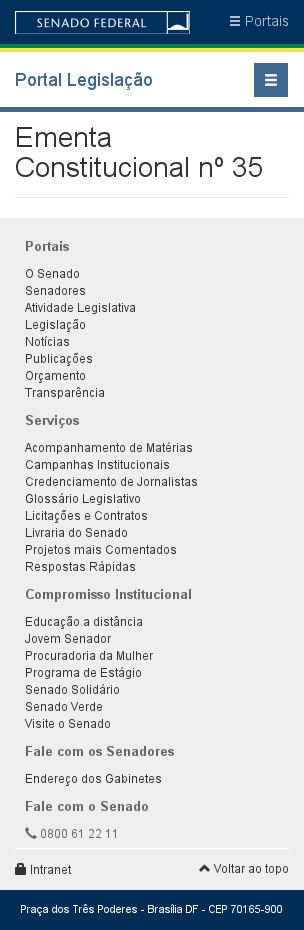 SENADO FEDERAL
Portais
Portal Legislação
Ementa
Constitucional nº 35
Portais
O Senado
Senadores
Atividade Legislativa
Legislação
Notícias
Publicações
Orçamento
Transparência
Serviços
Acompanhamento de Matérias
Campanhas Institucionais
Credenciamento de Jornalistas
Glossário Legislativo
Licitações e Contratos
Livraria do Senado
Projetos mais Comentados
Respostas Rápidas
Compromisso Institucional
Educação a distância
Jovem Senador
Procuradoria da Mulher
Programa de Estágio
Senado Solidário
Senado Verde
Visite o Senado
Fale com os Senadores
Endereço dos Gabinetes
Fale com o Senado
0800 61 22 11
Intranet
Voltar ao topo
Praça dos Três Poderes - Brasília DF - CEP 70165-900